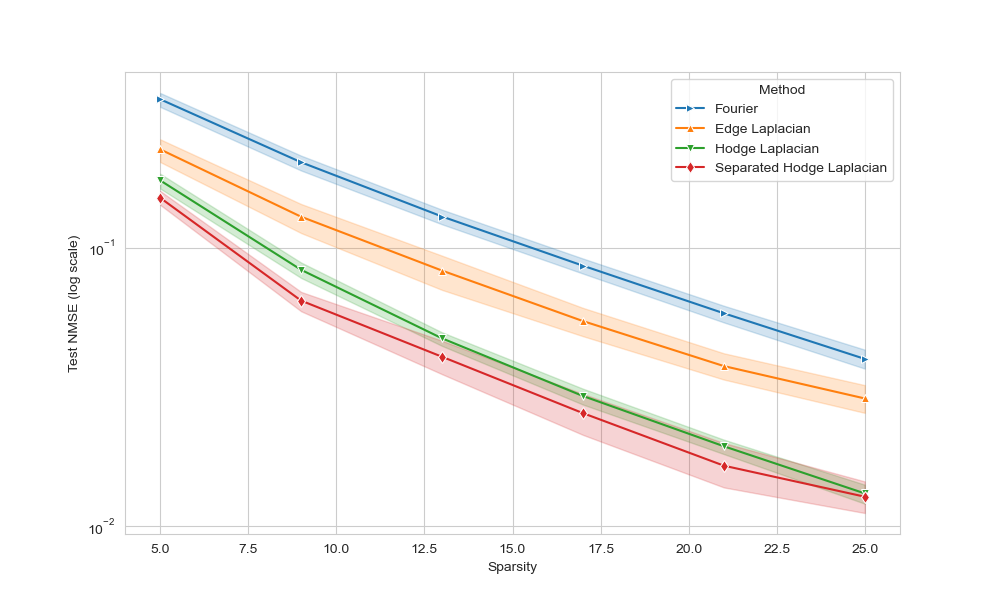 Method
Fourier
Edge Laplacian
Hodge Laplacian
Separated Hodge Laplacian
Test NMSE (log scale)
10⁻¹
10⁻²
5.0 7.5 10.0 12.5 15.0 17.5 20.0 22.5 25.0
Sparsity